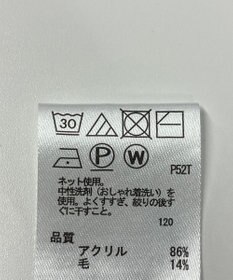 30
P W P52T
ネット使用。
中性洗剤(おしゃれ着洗い)を
使用。よくすすぎ、絞りの後す
ぐに干すこと。
120
品質
アクリル 86%
毛 14%